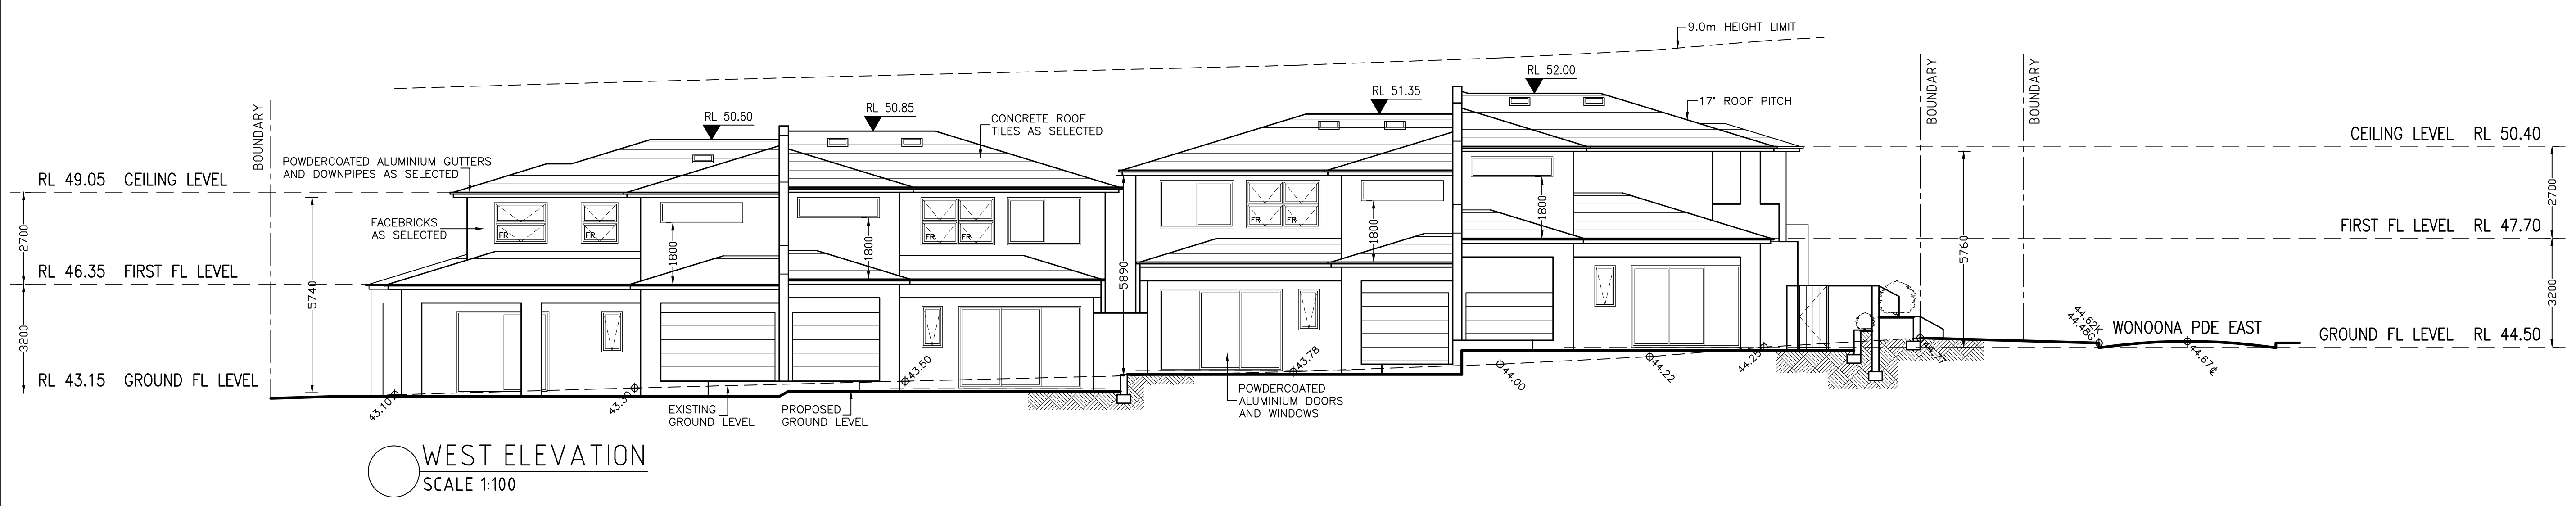 9.0m HEIGHT LIMIT
BOUNDARY
RL 50.60
RL 50.85
RL 51.35
RL 52.00
BOUNDARY
BOUNDARY
CONCRETE ROOF
TILES AS SELECTED
17° ROOF PITCH
CEILING LEVEL RL 50.40
POWDERCOATED ALUMINIUM GUTTERS
AND DOWNPIPES AS SELECTED
RL 49.05 CEILING LEVEL
2700
2700
FACEBRICKS
AS SELECTED
FR
FR
FR
FR
FR
FR
1800
1800
1800
1800
FIRST FL LEVEL RL 47.70
RL 46.35 FIRST FL LEVEL
5740
5890
5760
3200
3200
44.62K
44.48G
WONOONA PDE EAST
44.67℄
GROUND FL LEVEL RL 44.50
RL 43.15 GROUND FL LEVEL
43.10
43.30
43.50
43.78
44.00
44.22
44.25
44.77
EXISTING
GROUND LEVEL
PROPOSED
GROUND LEVEL
POWDERCOATED
ALUMINIUM DOORS
AND WINDOWS
WEST ELEVATION
SCALE 1:100